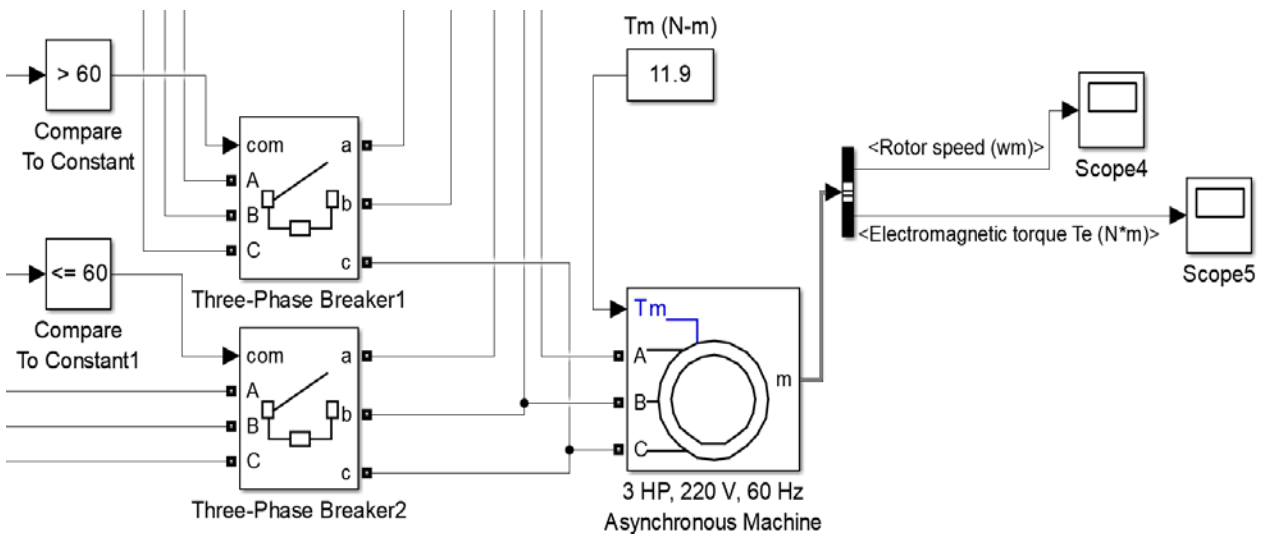 Tm (N-m)
11.9
> 60
Compare
To Constant
com
A
B
C
a
b
c
Three-Phase Breaker1
<= 60
Compare
To Constant1
com
A
B
C
a
b
c
Three-Phase Breaker2
Tm
A
B
C
m
3 HP, 220 V, 60 Hz
Asynchronous Machine
<Rotor speed (wm)>
<Electromagnetic torque Te (N*m)>
Scope4
Scope5